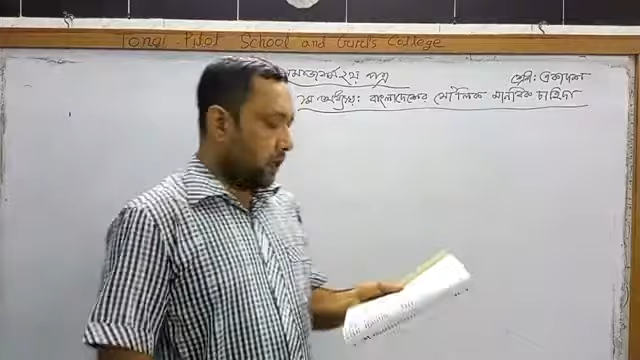 Tongi Pilot School and Girls College
সমাজকর্ম ২য় পত্র
শ্রেণী: একাদশ
১ম অধ্যায়: বাংলাদেশের মৌলিক মানবিক চাহিদা